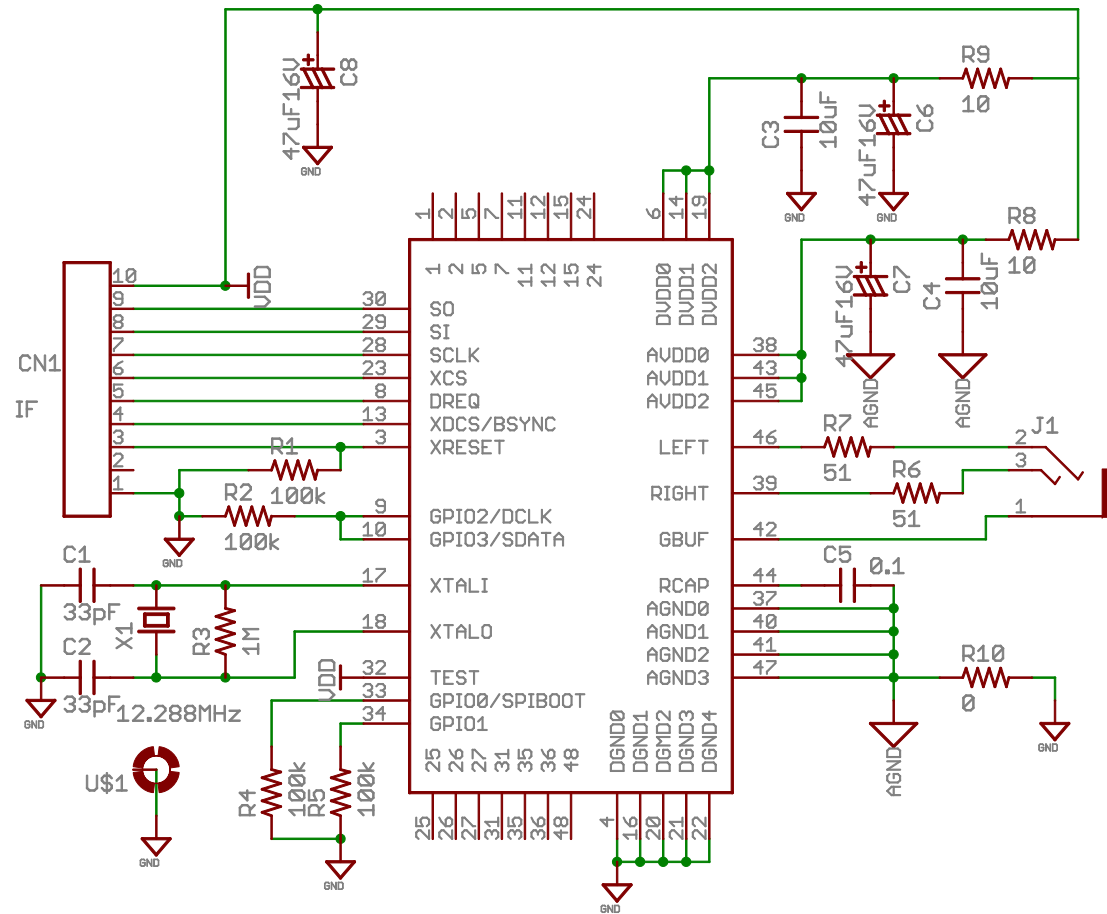 47uF16V
C8
GND
R9
10
C3
10uF
47uF16V
C6
GND
GND
R8
10
47uF16V
C7
C4
10uF
AGND
AGND
1
2
5
7
11
12
15
24
6
14
19
1
2
5
7
11
12
15
24
DVDD0
DVDD1
DVDD2
CN1
IF
10
9
8
7
6
5
4
3
2
1
VDD
30
SO
29
SI
28
SCLK
23
XCS
8
DREQ
13
XDCS/BSYNC
3
XRESET
R1
100k
R2
100k
GND
9
GPIO2/DCLK
10
GPIO3/SDATA
17
XTALI
18
XTALO
32
TEST
VDD
33
GPIO0/SPIBOOT
34
GPIO1
AVDD0
38
AVDD1
43
AVDD2
45
LEFT
46
R7
51
RIGHT
39
R6
51
J1
2
3
1
GBUF
42
RCAP
44
C5
0.1
AGND0
37
AGND1
40
AGND2
41
AGND3
47
R10
0
GND
AGND
C1
33pF
C2
33pF
X1
12.288MHz
R3
1M
GND
U$1
GND
R4
100k
R5
100k
GND
25
26
27
31
35
36
48
DGND0
DGND1
DGMD2
DGND3
DGND4
25
26
27
31
35
36
48
4
16
20
21
22
GND